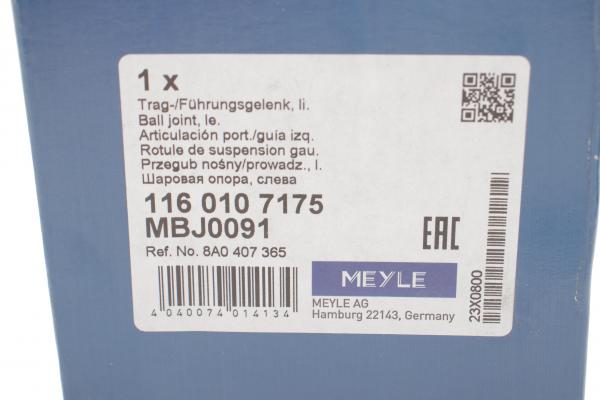 1 x
Trag-/Führungsgelenk, li.
Ball joint, le.
Articulación port./guía izq.
Rotule de suspension gau.
Przegub nośny/prowadz., l.
Шаровая опора, слева
116 010 7175
MBJ0091
Ref. No. 8A0 407 365
EAC
MEYLE
MEYLE AG
Hamburg 22143, Germany
4 040074 014134
23X0800